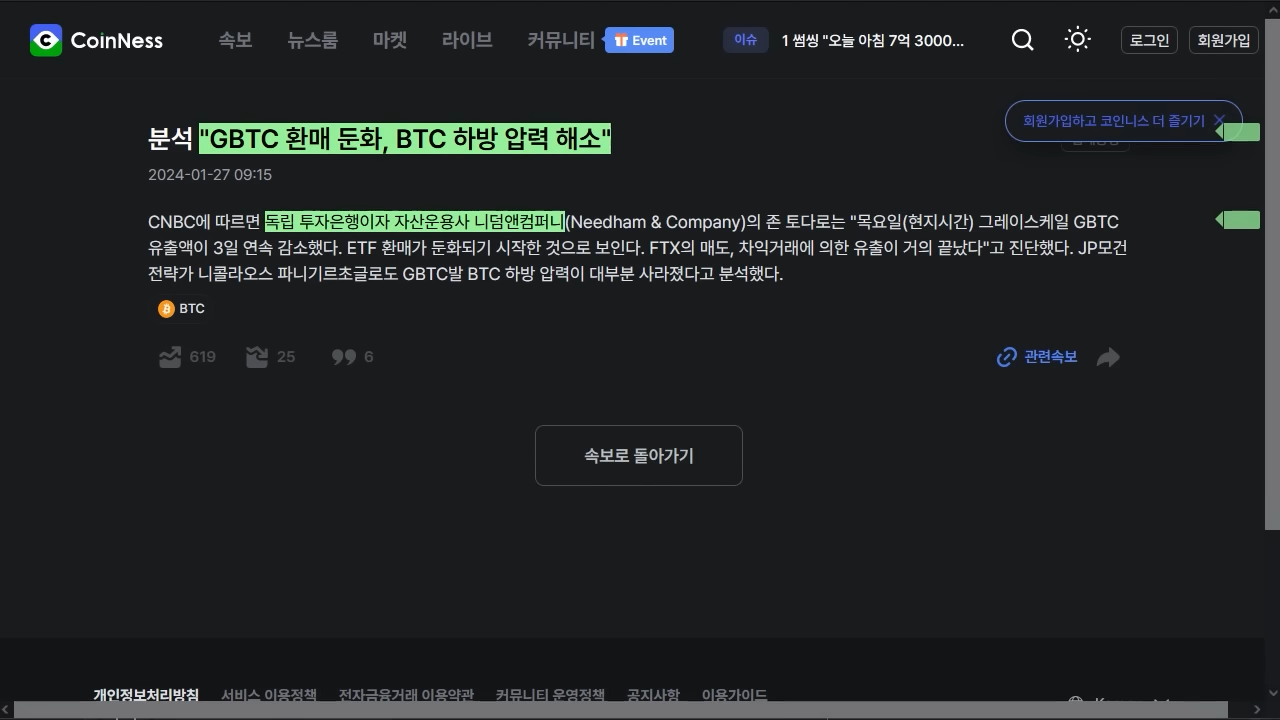 CoinNess 속보 뉴스룸 마켓 라이브 커뮤니티 Event 이슈 1 썸씽 "오늘 아침 7억 3000... 로그인 회원가입
회원가입하고 코인니스 더 즐기기
분석 "GBTC 환매 둔화, BTC 하방 압력 해소"
2024-01-27 09:15
CNBC에 따르면 독립 투자은행이자 자산운용사 니덤앤컴퍼니(Needham & Company)의 존 토다로는 "목요일(현지시간) 그레이스케일 GBTC
유출액이 3일 연속 감소했다. ETF 환매가 둔화되기 시작한 것으로 보인다. FTX의 매도, 차익거래에 의한 유출이 거의 끝났다"고 진단했다. JP모건
전략가 니콜라오스 파니기르초글로도 GBTC발 BTC 하방 압력이 대부분 사라졌다고 분석했다.
BTC
619 25 6 관련속보
속보로 돌아가기
개인정보처리방침 서비스 이용정책 전자금융거래 이용약관 커뮤니티 운영정책 공지사항 이용가이드